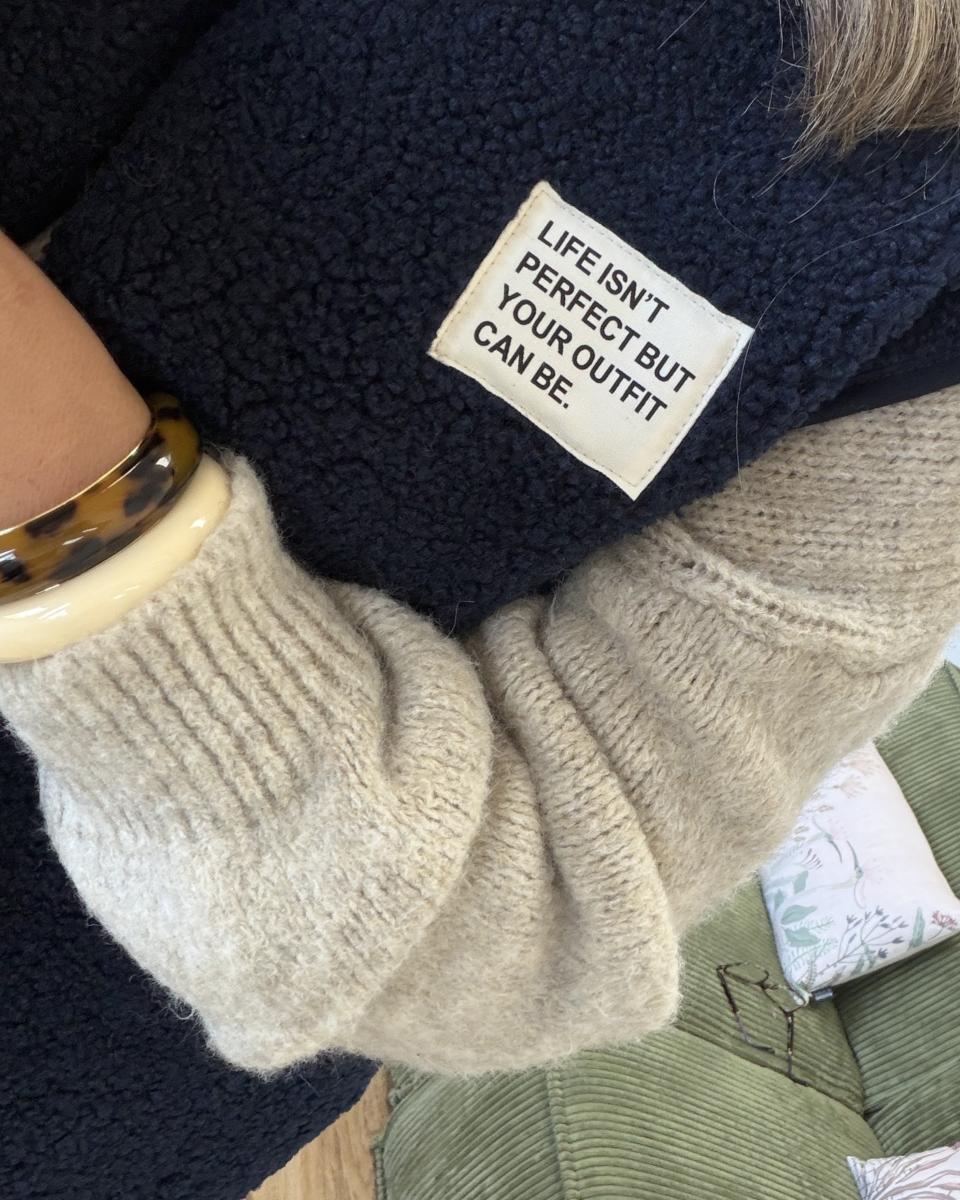 LIFE ISN'T
PERFECT BUT
YOUR OUTFIT
CAN BE.